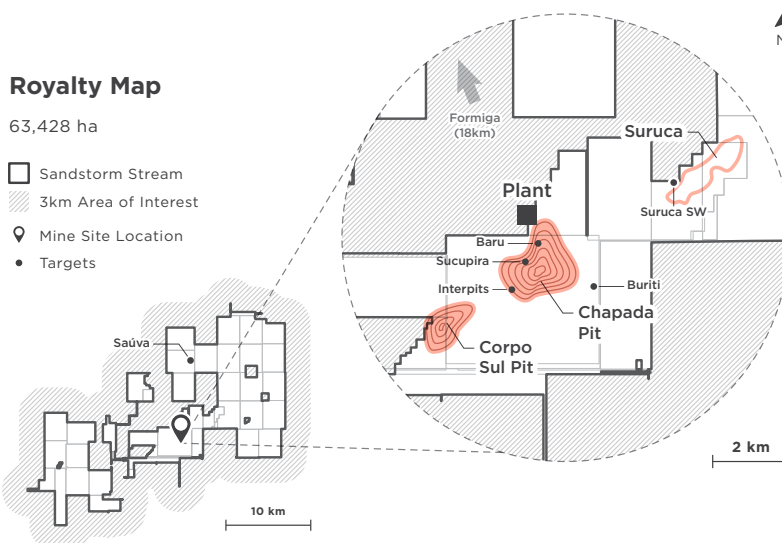 Royalty Map
63,428 ha
Sandstorm Stream
3km Area of Interest
Mine Site Location
Targets
N
Formiga
(18km)
Suruca
Plant
Suruca SW
Baru
Sucupira
Interpits
Buriti
Chapada
Pit
Corpo
Sul Pit
Saúva
2 km
10 km